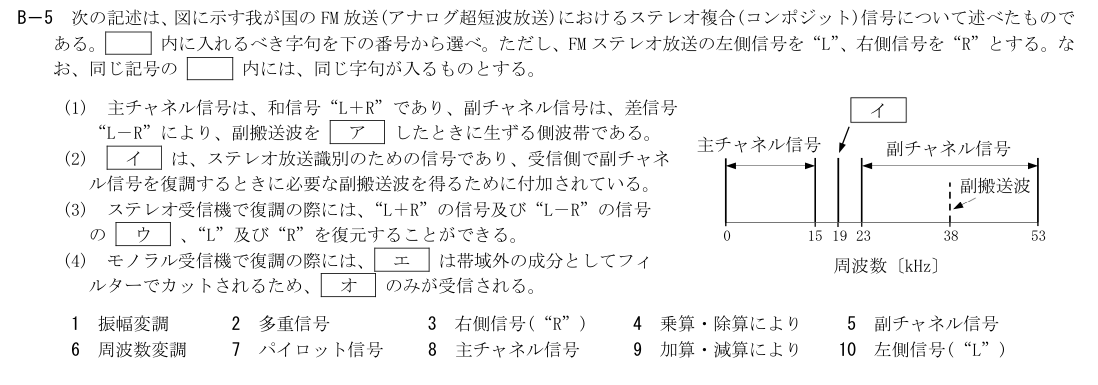 B－5 次の記述は、図に示す我が国の FM 放送(アナログ超短波放送)におけるステレオ複合(コンポジット)信号について述べたもので
ある。 内に入れるべき字句を下の番号から選べ。ただし、FM ステレオ放送の左側信号を “L”、右側信号を “R” とする。な
お、同じ記号の 内には、同じ字句が入るものとする。
(1) 主チャネル信号は、和信号 “L＋R” であり、副チャネル信号は、差信号
“L－R” により、副搬送波を ア したときに生ずる側波帯である。
(2) イ は、ステレオ放送識別のための信号であり、受信側で副チャネ
ル信号を復調するときに必要な副搬送波を得るために付加されている。
(3) ステレオ受信機で復調の際には、“L＋R” の信号及び “L－R” の信号
の ウ 、“L” 及び “R” を復元することができる。
(4) モノラル受信機で復調の際には、 エ は帯域外の成分としてフィ
ルターでカットされるため、 オ のみが受信される。
イ
主チャネル信号 副チャネル信号
副搬送波
0 15 19 23 38 53
周波数〔kHz〕
1 振幅変調 2 多重信号 3 右側信号(“R”) 4 乗算・除算により 5 副チャネル信号
6 周波数変調 7 パイロット信号 8 主チャネル信号 9 加算・減算により 10 左側信号(“L”)